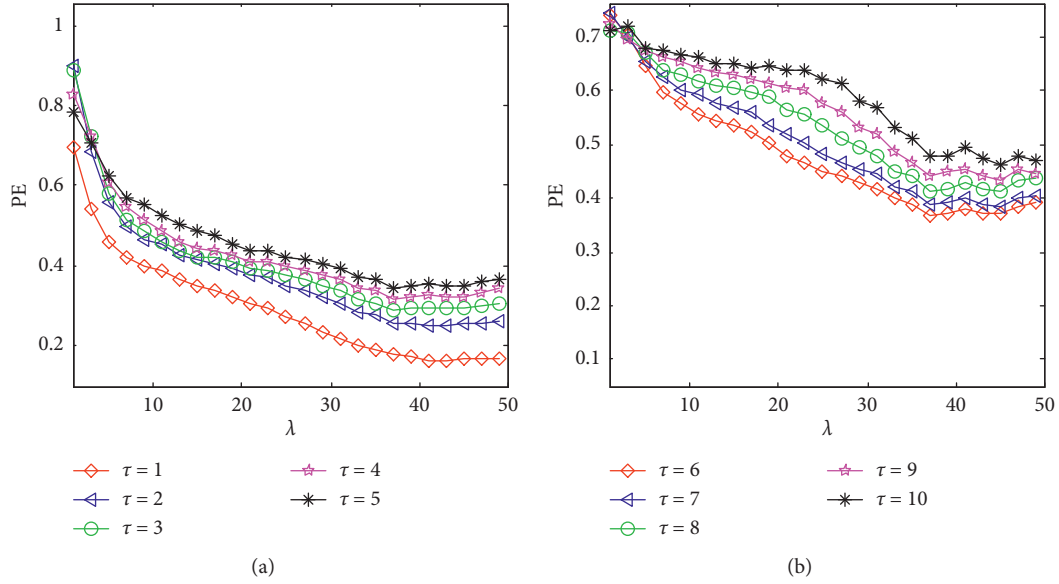 1
0.8
0.6
0.4
0.2
PE
10
20
30
40
50
λ
τ = 1
τ = 2
τ = 3
τ = 4
τ = 5
(a)
0.7
0.6
0.5
0.4
0.3
0.2
0.1
PE
10
20
30
40
50
λ
τ = 6
τ = 7
τ = 8
τ = 9
τ = 10
(b)